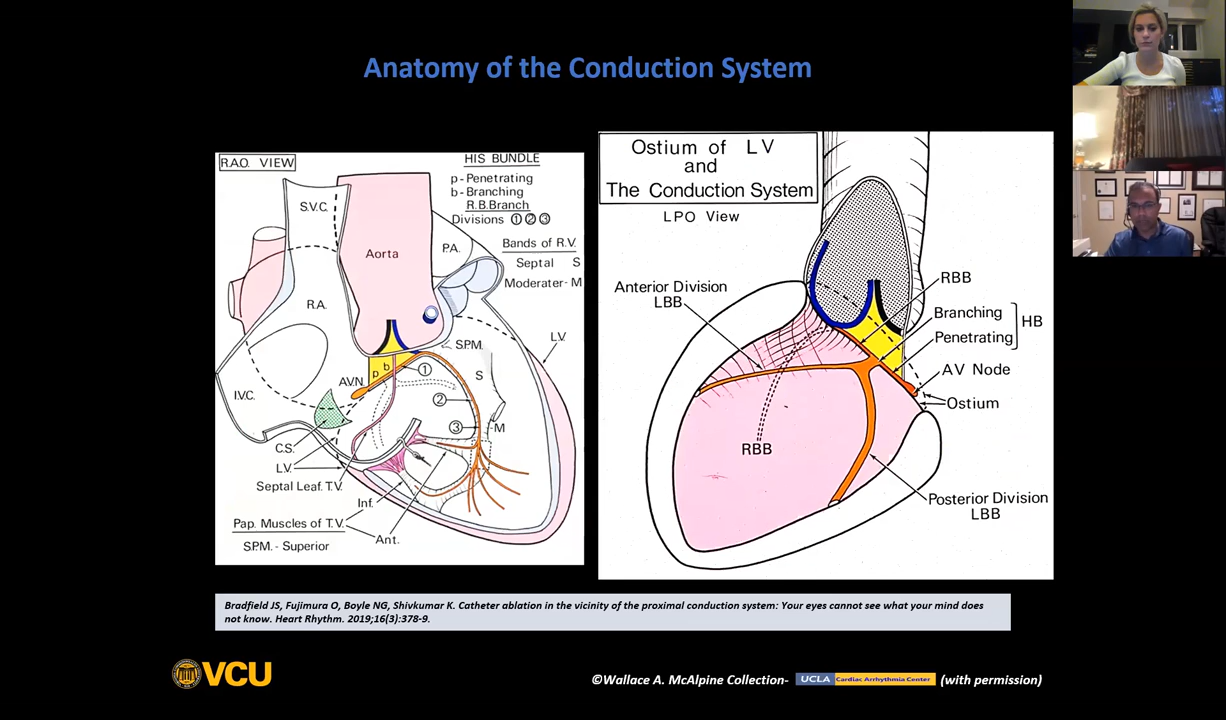 Anatomy of the Conduction System
R.A.O. VIEW
HIS BUNDLE
p - Penetrating
b - Branching
R.B.Branch
Divisions ① ② ③
Bands of R.V.
Septal S
Moderater - M
S.V.C.
Aorta
P.A.
R.A.
L.V.
S.P.M.
A.V.N.
p b
①
S
②
I.V.C.
③
M
C.S.
L.V.
Septal Leaf. T.V.
Inf.
Pap. Muscles of T.V.
Ant.
S.P.M. - Superior
Ostium of LV
and
The Conduction System
LPO View
Anterior Division
LBB
RBB
Branching
HB
Penetrating
AV Node
Ostium
RBB
Posterior Division
LBB
Bradfield JS, Fujimura O, Boyle NG, Shivkumar K. Catheter ablation in the vicinity of the proximal conduction system: Your eyes cannot see what your mind does
not know. Heart Rhythm. 2019;16(3):378-9.
VCU
©Wallace A. McAlpine Collection- UCLA Cardiac Arrhythmia Center (with permission)